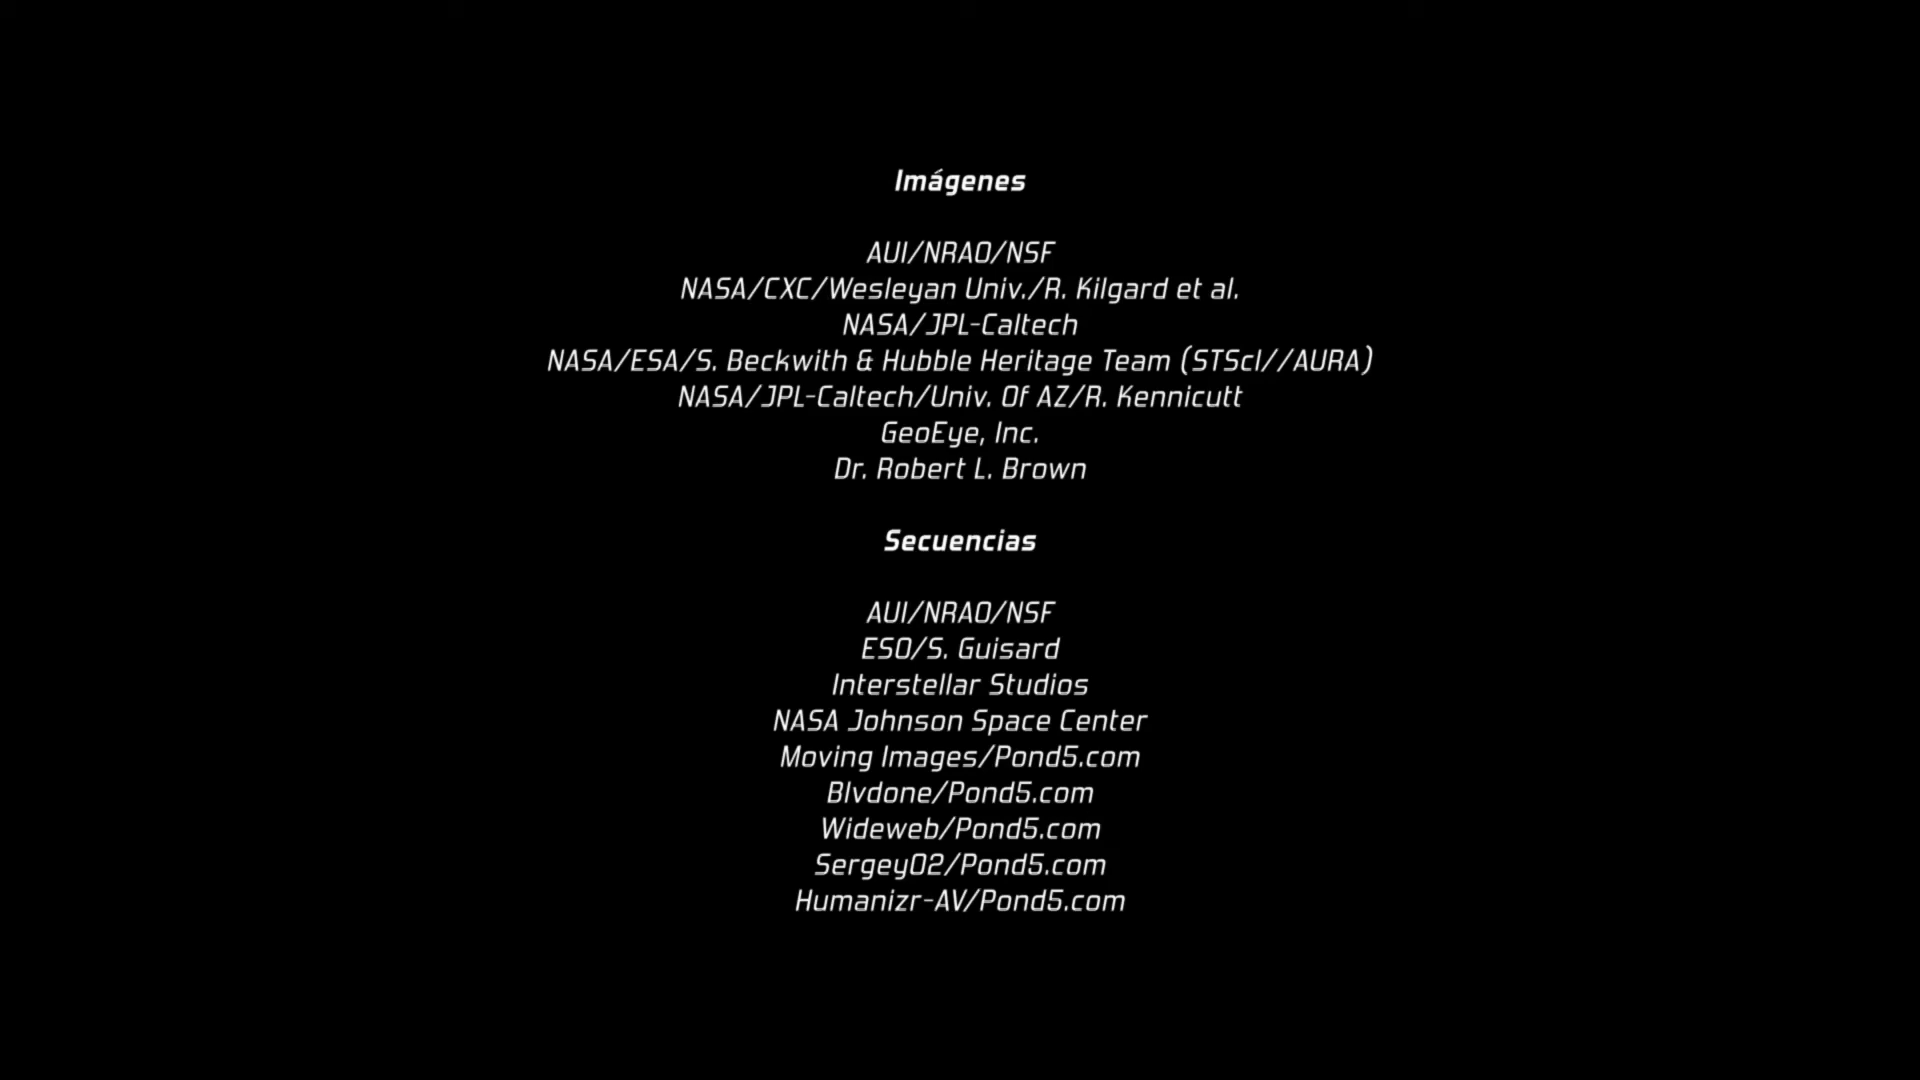 Imágenes
AUI/NRAO/NSF
NASA/CXC/Wesleyan Univ./R. Kilgard et al.
NASA/JPL-Caltech
NASA/ESA/S. Beckwith & Hubble Heritage Team (STScI//AURA)
NASA/JPL-Caltech/Univ. Of AZ/R. Kennicutt
GeoEye, Inc.
Dr. Robert L. Brown
Secuencias
AUI/NRAO/NSF
ESO/S. Guisard
Interstellar Studios
NASA Johnson Space Center
Moving Images/Pond5.com
Blvdone/Pond5.com
Wideweb/Pond5.com
Sergey02/Pond5.com
Humanizr-AV/Pond5.com